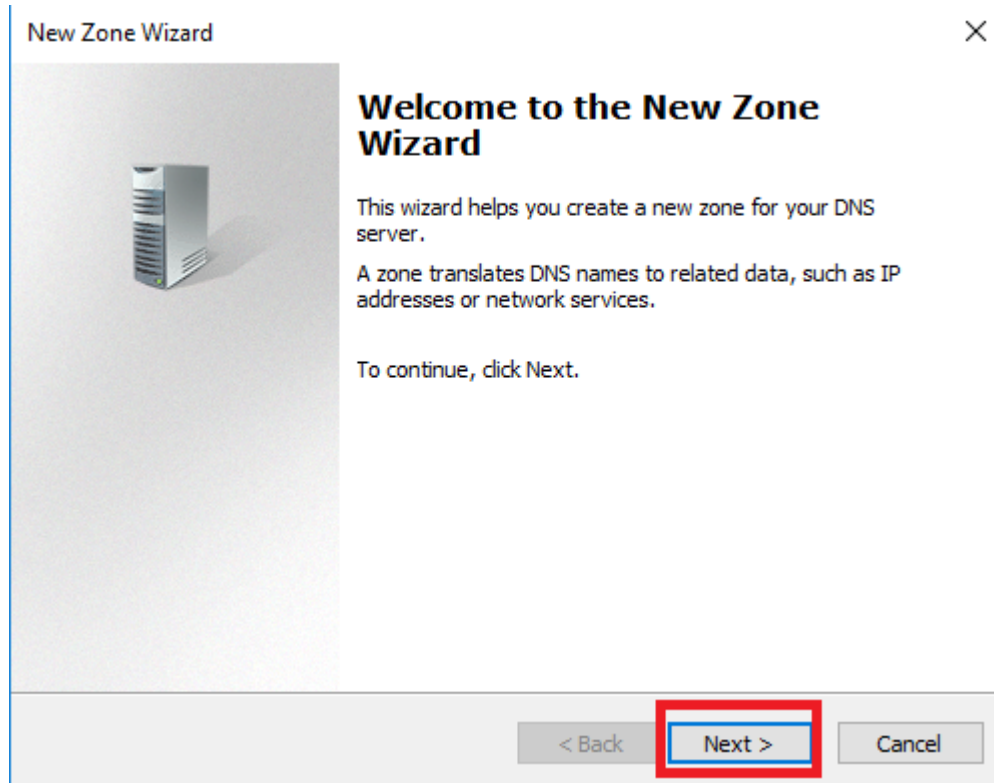 New Zone Wizard
Welcome to the New Zone
Wizard
This wizard helps you create a new zone for your DNS
server.
A zone translates DNS names to related data, such as IP
addresses or network services.
To continue, click Next.
< Back Next > Cancel